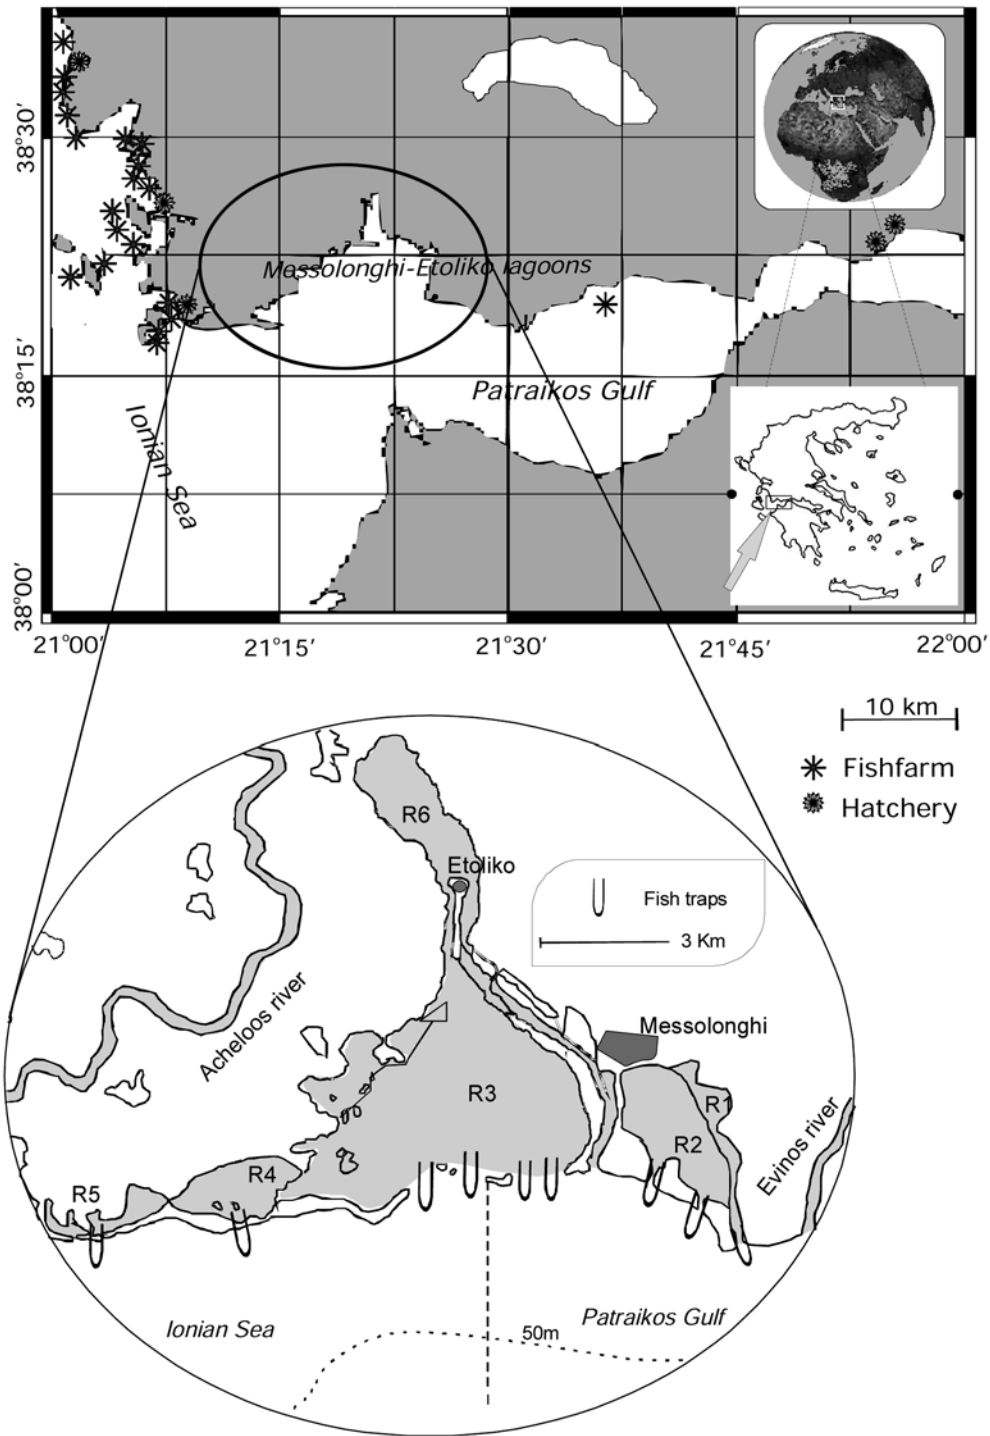 38°30′
Messolonghi-Etoliko lagoons
38°15′
Patraikos Gulf
Ionian Sea
38°00′
21°00′
21°15′
21°30′
21°45′
22°00′
10 km
Fishfarm
Hatchery
R6
Etoliko
Fish traps
3 Km
Acheloos river
Messolonghi
R3
R1
R2
Evinos river
R4
R5
Ionian Sea
Patraikos Gulf
50m